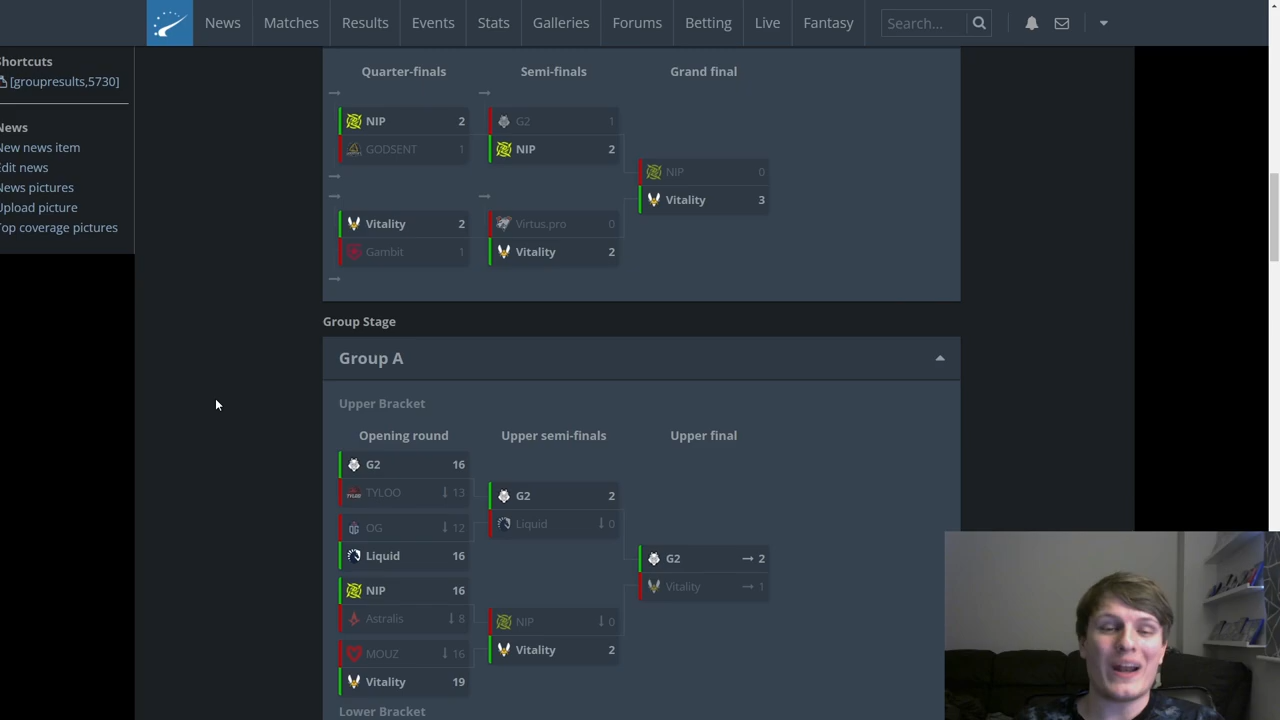 News Matches Results Events Stats Galleries Forums Betting Live Fantasy Search...
Shortcuts
[groupresults,5730]
News
New news item
Edit news
News pictures
Upload picture
Top coverage pictures
Quarter-finals Semi-finals Grand final
NIP 2
GODSENT 1
Vitality 2
Gambit 1
G2 1
NIP 2
Virtus.pro 0
Vitality 2
NIP 0
Vitality 3
Group Stage
Group A
Upper Bracket
Opening round Upper semi-finals Upper final
G2 16
TYLOO ↓ 13
OG ↓ 12
Liquid 16
NIP 16
Astralis ↓ 8
MOUZ ↓ 16
Vitality 19
G2 2
Liquid ↓ 0
NIP ↓ 0
Vitality 2
G2 → 2
Vitality → 1
Lower Bracket